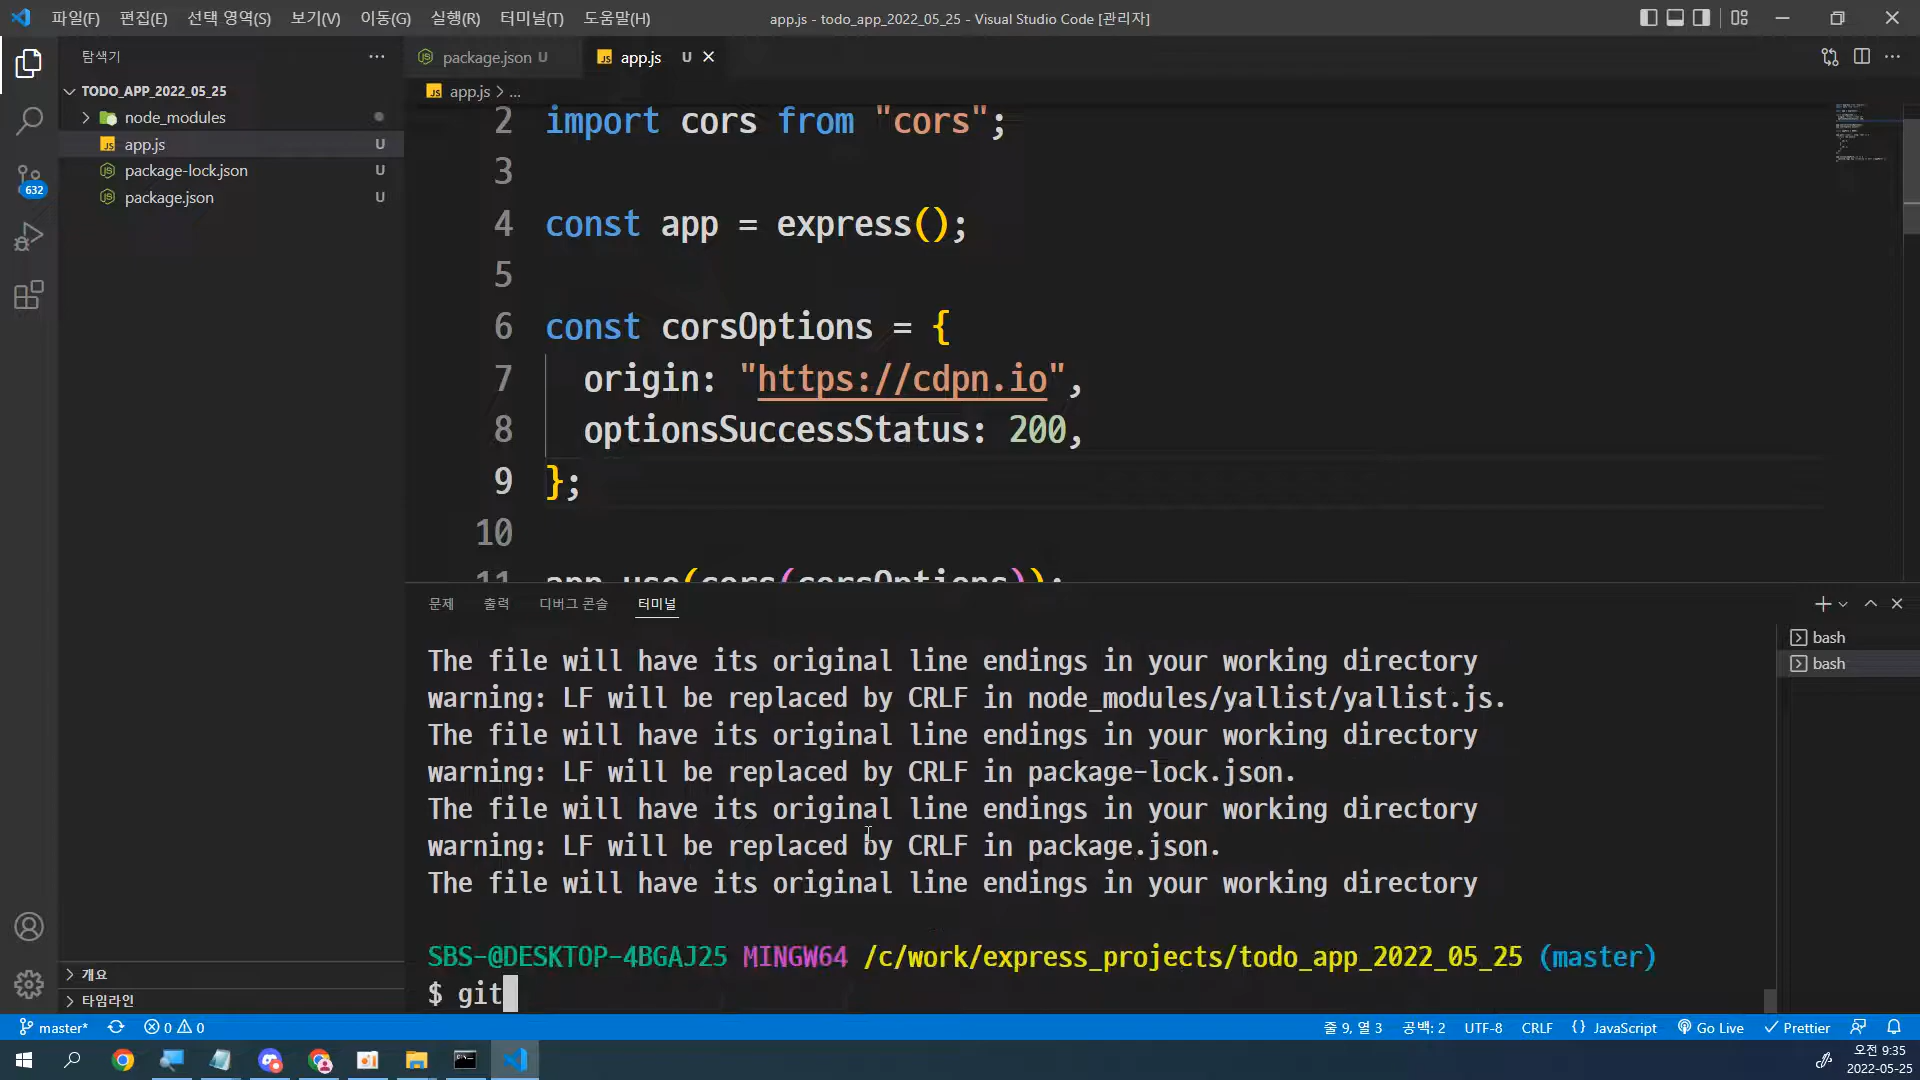 파일(F) 편집(E) 선택 영역(S) 보기(V) 이동(G) 실행(R) 터미널(T) 도움말(H)
app.js - todo_app_2022_05_25 - Visual Studio Code [관리자]
탐색기
TODO_APP_2022_05_25
node_modules
app.js U
package-lock.json U
package.json U
개요
타임라인
632
package.json U
app.js U
app.js > ...
2 import cors from "cors";
3
4 const app = express();
5
6 const corsOptions = {
7 origin: "https://cdpn.io",
8 optionsSuccessStatus: 200,
9 };
10
11 app.use(cors(corsOptions));
문제 출력 디버그 콘솔 터미널
bash
bash
The file will have its original line endings in your working directory
warning: LF will be replaced by CRLF in node_modules/yallist/yallist.js.
The file will have its original line endings in your working directory
warning: LF will be replaced by CRLF in package-lock.json.
The file will have its original line endings in your working directory
warning: LF will be replaced by CRLF in package.json.
The file will have its original line endings in your working directory
SBS-@DESKTOP-4BGAJ25 MINGW64 /c/work/express_projects/todo_app_2022_05_25 (master)
$ git
master* 0 0
줄 9, 열 3 공백: 2 UTF-8 CRLF {} JavaScript Go Live Prettier
오전 9:35
2022-05-25